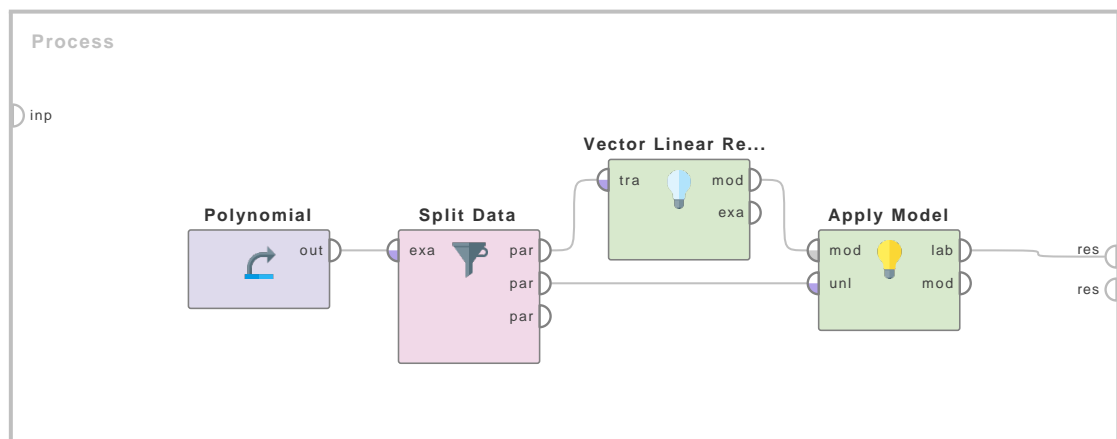 Process
inp
Vector Linear Re...
tra mod
exa
Polynomial Split Data Apply Model
out exa par mod lab res
par unl mod res
par